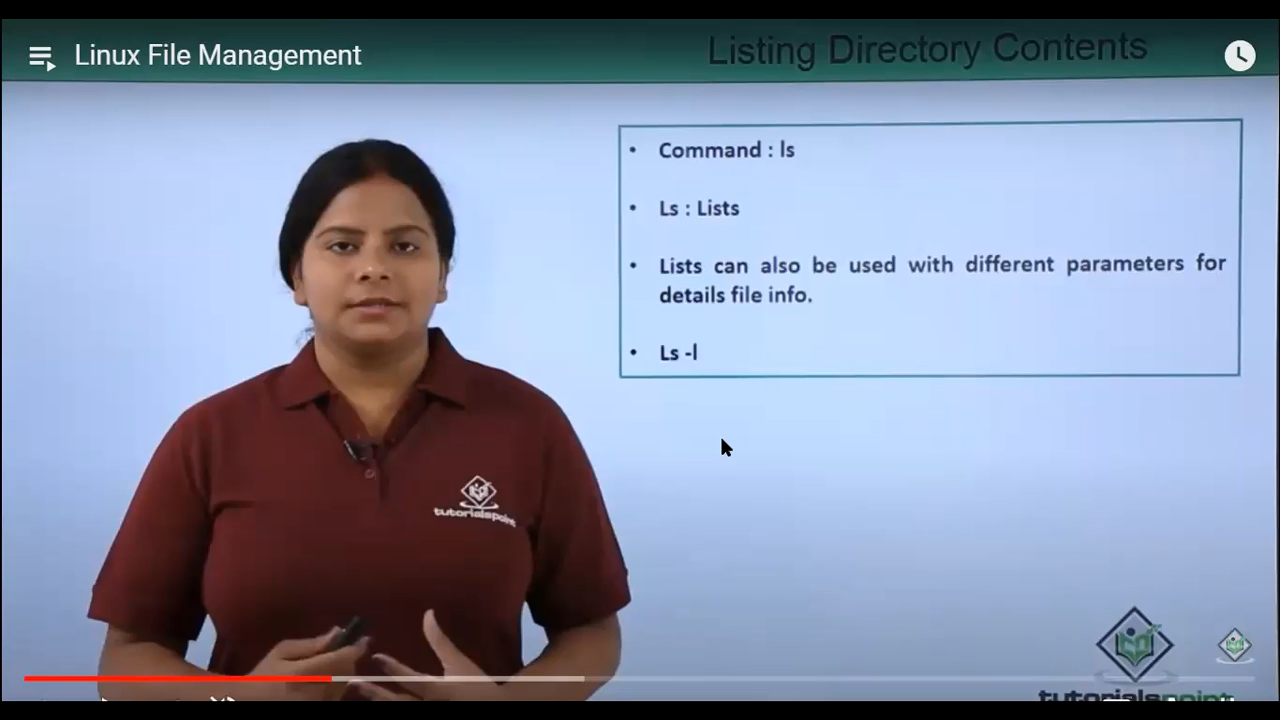 Linux File Management
Listing Directory Contents
• Command : ls
• Ls : Lists
• Lists can also be used with different parameters for
details file info.
• Ls -l
tutorialspoint
tutorialspoint